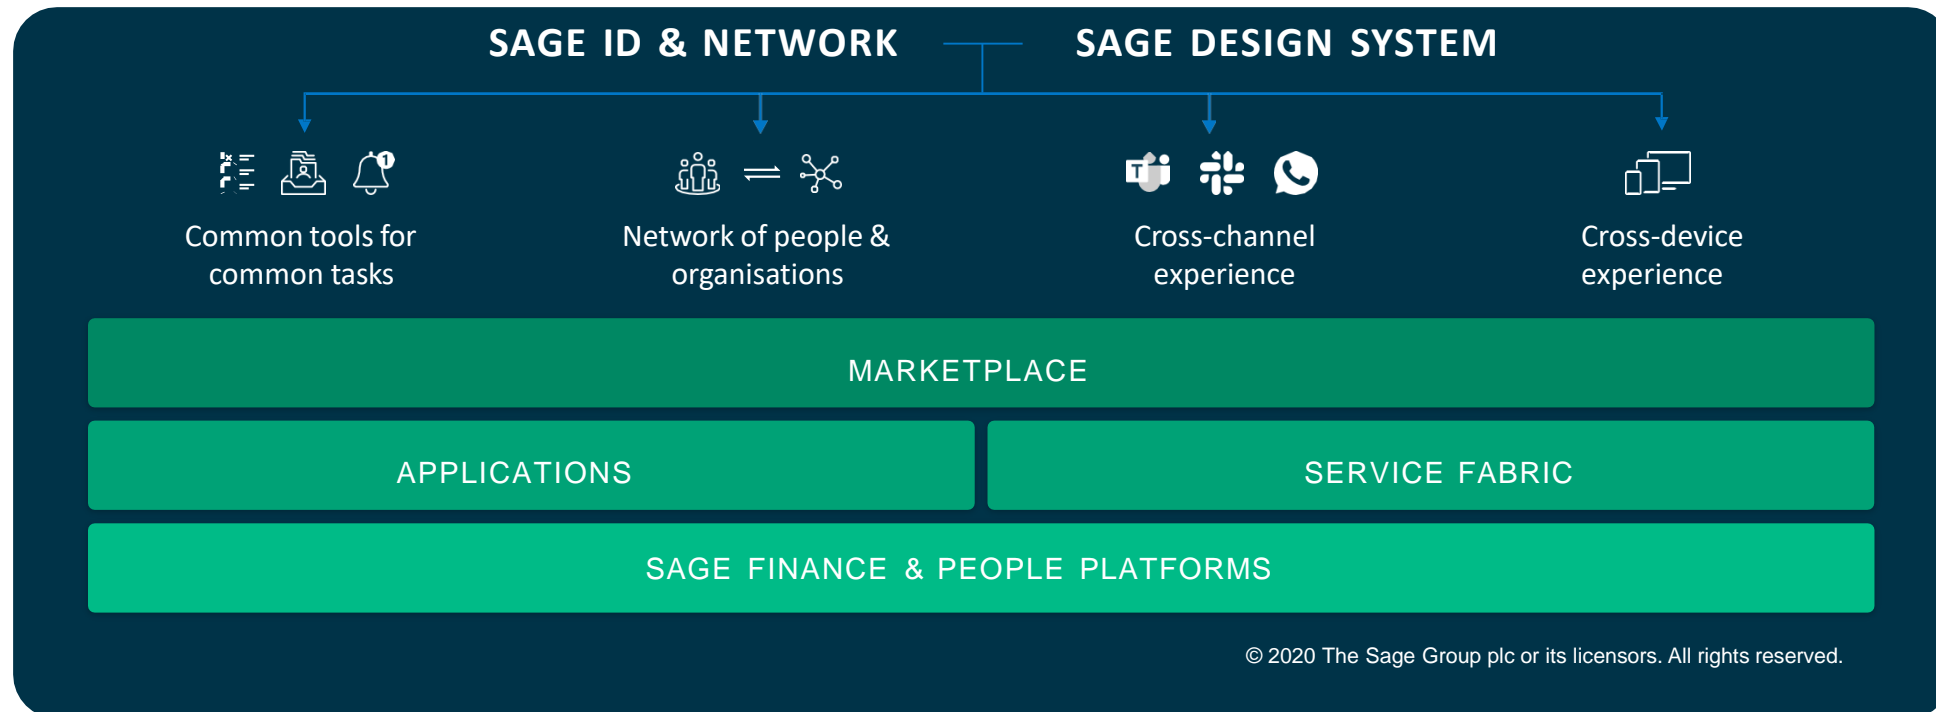 SAGE ID & NETWORK
SAGE DESIGN SYSTEM
1
T
Common tools for
common tasks
Network of people &
organisations
Cross-channel
experience
Cross-device
experience
MARKETPLACE
APPLICATIONS
SERVICE FABRIC
SAGE FINANCE & PEOPLE PLATFORMS
© 2020 The Sage Group plc or its licensors. All rights reserved.